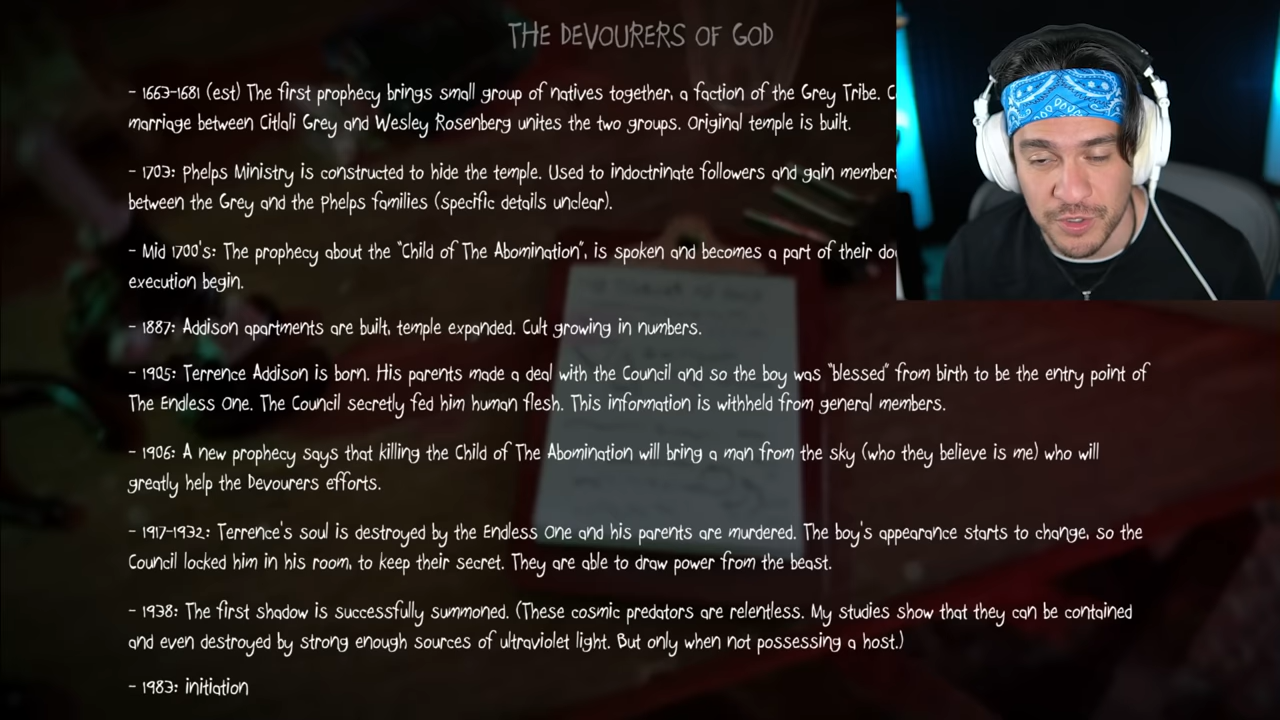 THE DEVOURERS OF GOD
- 1663-1681 (est) The first prophecy brings small group of natives together, a faction of the Grey Tribe.
marriage between Citlali Grey and Wesley Rosenberg unites the two groups. Original temple is built.
- 1703: Phelps Ministry is constructed to hide the temple. Used to indoctrinate followers and gain
between the Grey and the Phelps families (specific details unclear).
- Mid 1700's: The prophecy about the "Child of The Abomination", is spoken and becomes a part of their
execution begin.
- 1887: Addison apartments are built, temple expanded. Cult growing in numbers.
- 1905: Terrence Addison is born. His parents made a deal with the Council and so the boy was "blessed" from birth to be the entry point of
The Endless One. The Council secretly fed him human flesh. This information is withheld from general members.
- 1906: A new prophecy says that killing the Child of The Abomination will bring a man from the sky (who they believe is me) who will
greatly help the Devourers efforts.
- 1917-1932: Terrence's soul is destroyed by the Endless One and his parents are murdered. The boy's appearance starts to change, so the
Council locked him in his room, to keep their secret. They are able to draw power from the beast.
- 1938: The first shadow is successfully summoned. (These cosmic predators are relentless. My studies show that they can be contained
and even destroyed by strong enough sources of ultraviolet light. But only when not possessing a host.)
- 1983: initiation